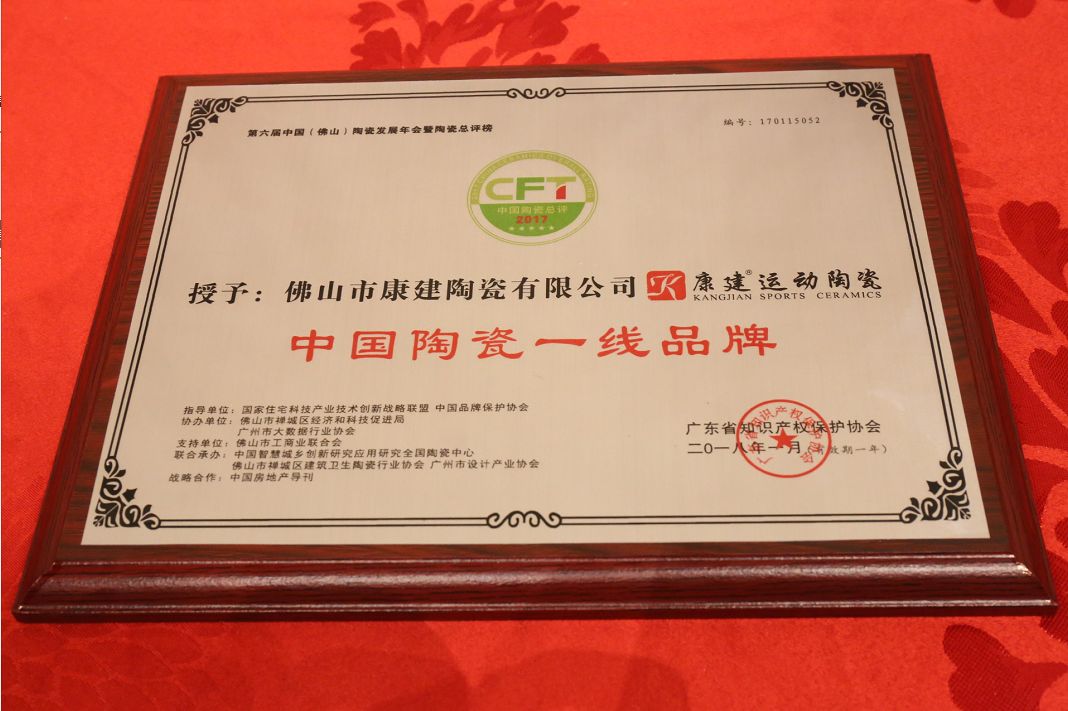 第六届中国（佛山）陶瓷发展年会暨陶瓷总评榜
编号：170115052
CFT
中国陶瓷总评
2017
授予：佛山市康建陶瓷有限公司 K 康建®运动陶瓷
KANGJIAN SPORTS CERAMICS
中国陶瓷一线品牌
指导单位：国家住宅科技产业技术创新战略联盟 中国品牌保护协会
协办单位：佛山市禅城区经济和科技促进局
广州市大数据行业协会
支持单位：佛山市工商业联合会
联合承办：中国智慧城乡创新研究应用研究全国陶瓷中心
佛山市禅城区建筑卫生陶瓷行业协会 广州市设计产业协会
战略合作：中国房地产导刊
广东省知识产权保护协会
二〇一八年一月（有效期一年）
广东省知识产权保护协会